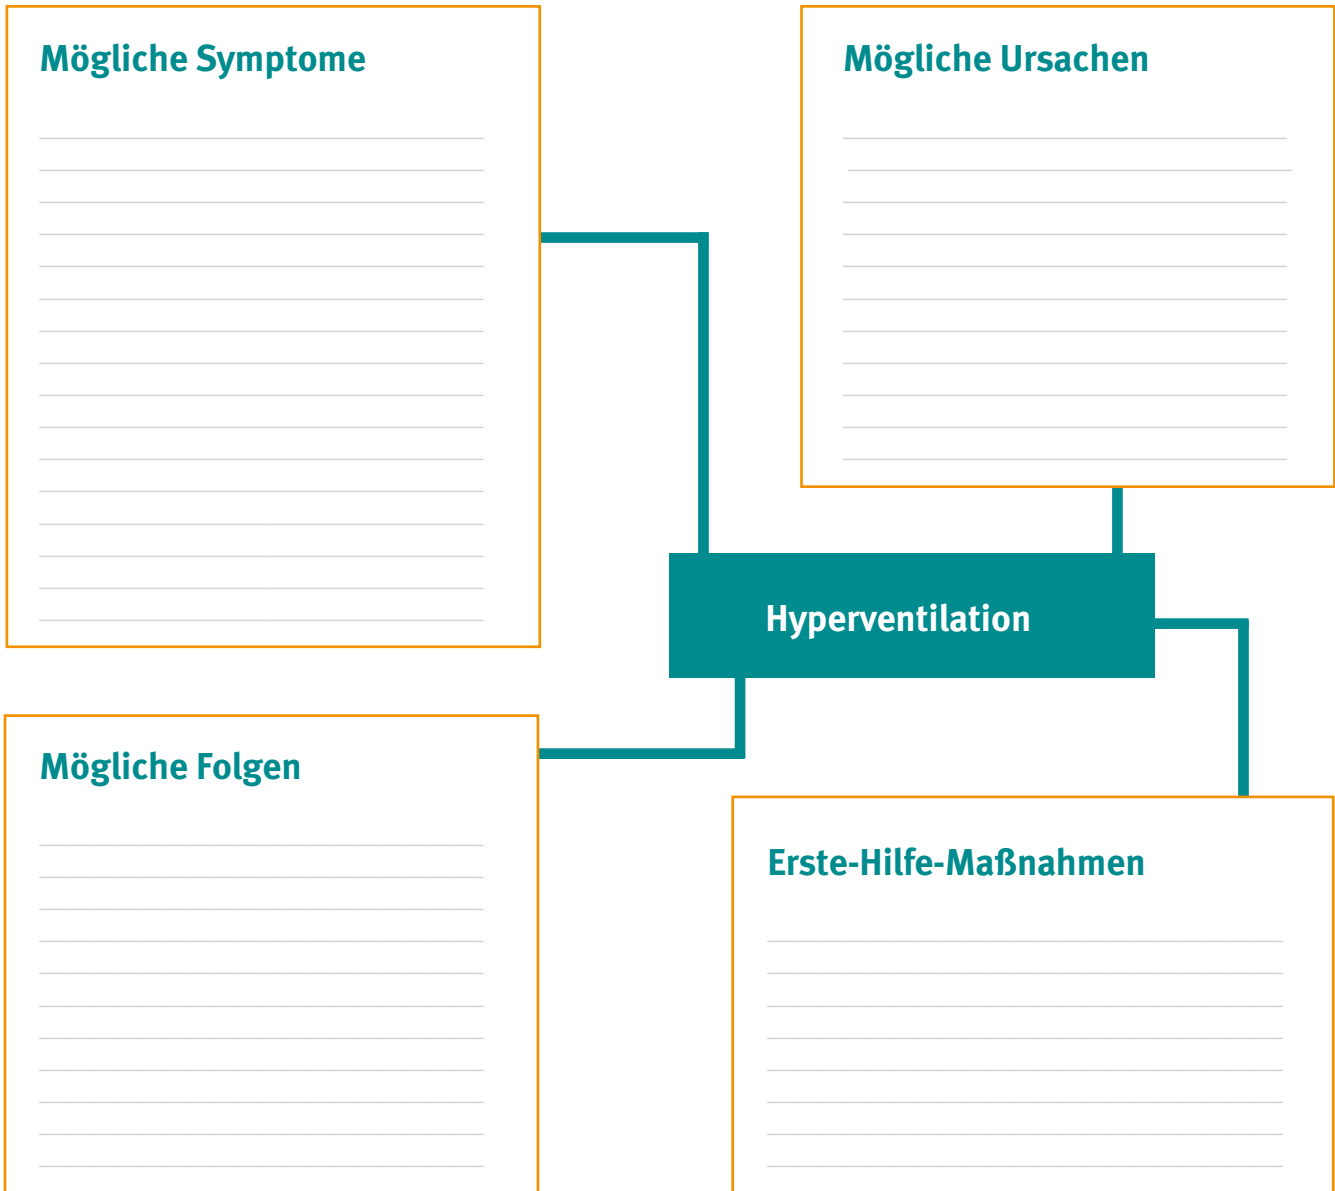 Mögliche Symptome
Mögliche Ursachen
Hyperventilation
Mögliche Folgen
Erste-Hilfe-Maßnahmen